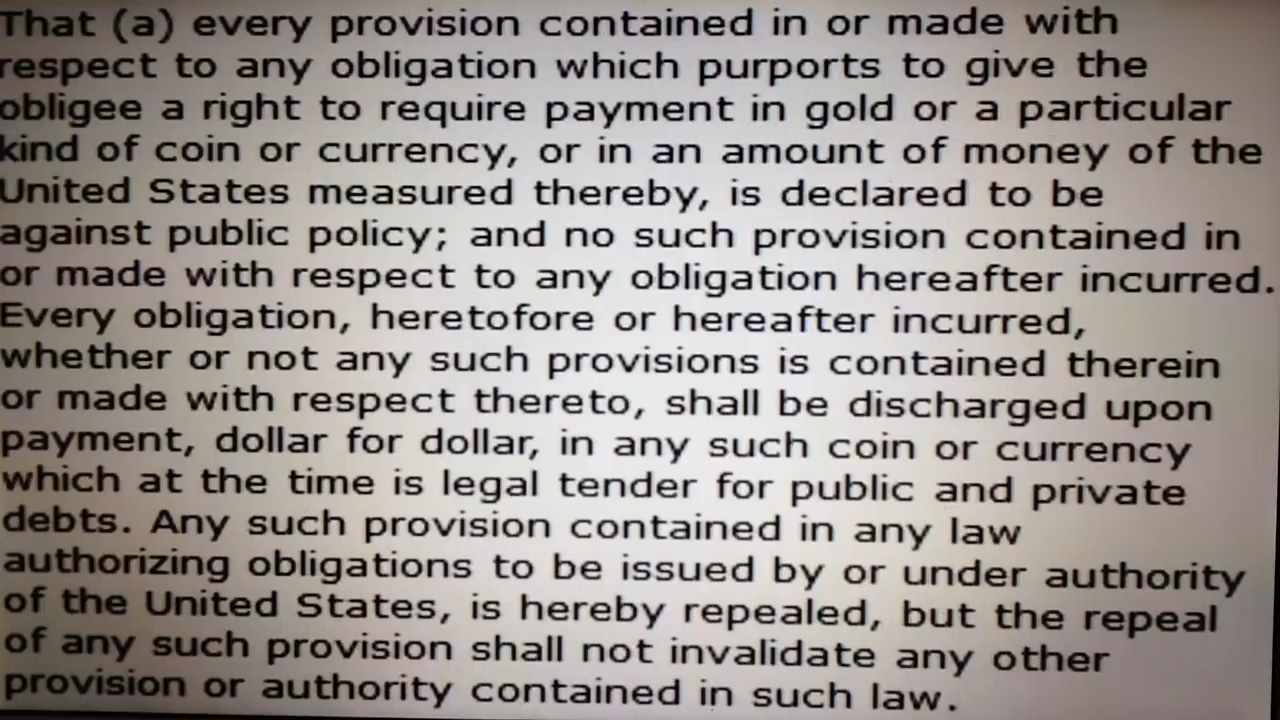 That (a) every provision contained in or made with
respect to any obligation which purports to give the
obligee a right to require payment in gold or a particular
kind of coin or currency, or in an amount of money of the
United States measured thereby, is declared to be
against public policy; and no such provision contained in
or made with respect to any obligation hereafter incurred.
Every obligation, heretofore or hereafter incurred,
whether or not any such provisions is contained therein
or made with respect thereto, shall be discharged upon
payment, dollar for dollar, in any such coin or currency
which at the time is legal tender for public and private
debts. Any such provision contained in any law
authorizing obligations to be issued by or under authority
of the United States, is hereby repealed, but the repeal
of any such provision shall not invalidate any other
provision or authority contained in such law.